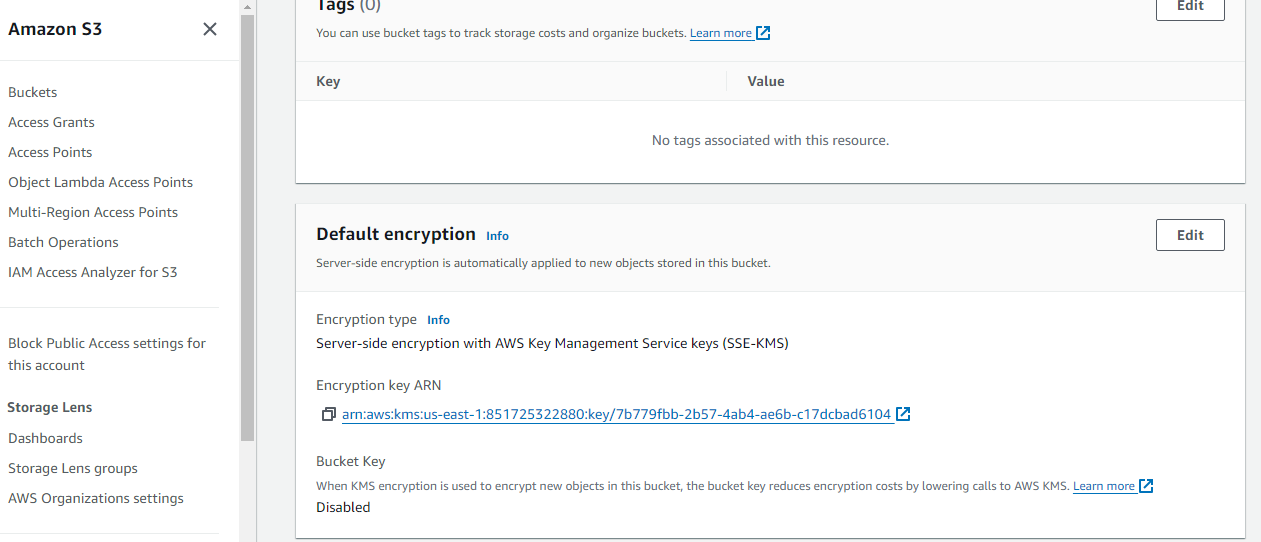 Amazon S3
Buckets
Access Grants
Access Points
Object Lambda Access Points
Multi-Region Access Points
Batch Operations
IAM Access Analyzer for S3
Block Public Access settings for
this account
Storage Lens
Dashboards
Storage Lens groups
AWS Organizations settings
Tags (0)
Edit
You can use bucket tags to track storage costs and organize buckets. Learn more
Key Value
No tags associated with this resource.
Default encryption Info
Edit
Server-side encryption is automatically applied to new objects stored in this bucket.
Encryption type Info
Server-side encryption with AWS Key Management Service keys (SSE-KMS)
Encryption key ARN
arn:aws:kms:us-east-1:851725322880:key/7b779fbb-2b57-4ab4-ae6b-c17dcbad6104
Bucket Key
When KMS encryption is used to encrypt new objects in this bucket, the bucket key reduces encryption costs by lowering calls to AWS KMS. Learn more
Disabled